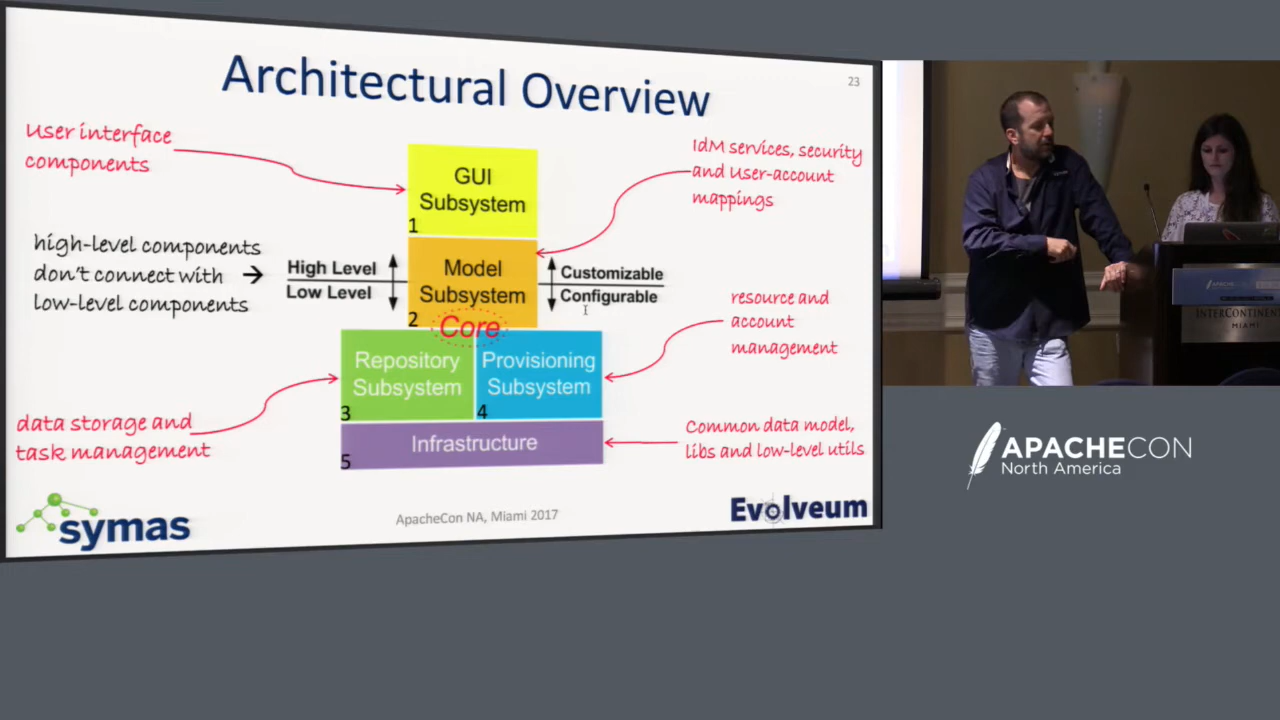 Architectural Overview
23
User interface
components
GUI
Subsystem
1
IdM services, security
and User-account
mappings
high-level components
don't connect with
low-level components
High Level
Low Level
Model
Subsystem
2
Core
Customizable
Configurable
resource and
account
management
Repository
Subsystem
3
Provisioning
Subsystem
4
data storage and
task management
Infrastructure
5
Common data model,
libs and low-level utils
symas
ApacheCon NA, Miami 2017
Evolveum
INTERCONTINENT
MIAMI
APACHECON
North America